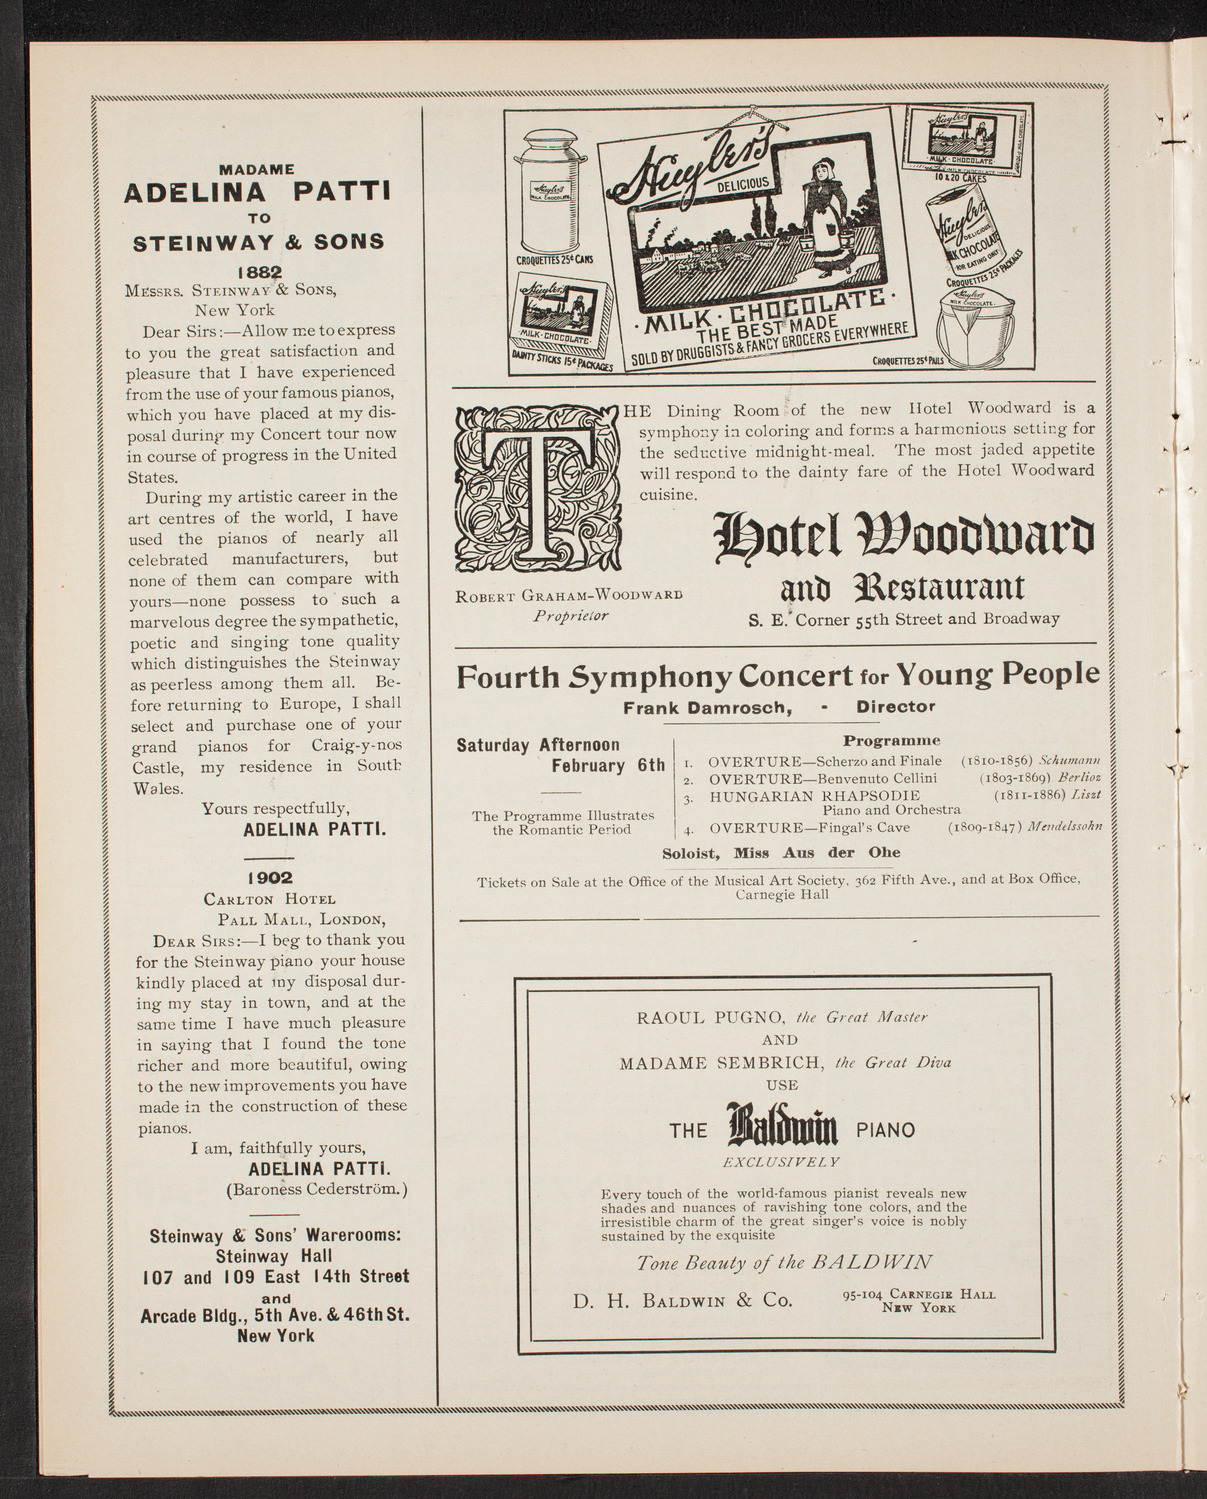 MADAME
ADELINA PATTI
TO
STEINWAY & SONS
1882
MESSRS. STEINWAY & SONS,
New York
Dear Sirs:—Allow me to express
to you the great satisfaction and
pleasure that I have experienced
from the use of your famous pianos,
which you have placed at my dis-
posal during my Concert tour now
in course of progress in the United
States.
During my artistic career in the
art centres of the world, I have
used the pianos of nearly all
celebrated manufacturers, but
none of them can compare with
yours—none possess to such a
marvelous degree the sympathetic,
poetic and singing tone quality
which distinguishes the Steinway
as peerless among them all. Be-
fore returning to Europe, I shall
select and purchase one of your
grand pianos for Craig-y-nos
Castle, my residence in South
Wales.
Yours respectfully,
ADELINA PATTI.
1902
CARLTON HOTEL
PALL MALL, LONDON,
DEAR SIRS:—I beg to thank you
for the Steinway piano your house
kindly placed at my disposal dur-
ing my stay in town, and at the
same time I have much pleasure
in saying that I found the tone
richer and more beautiful, owing
to the new improvements you have
made in the construction of these
pianos.
I am, faithfully yours,
ADELINA PATTI.
(Baroness Cederström.)
Steinway & Sons' Warerooms:
Steinway Hall
107 and 109 East 14th Street
and
Arcade Bldg., 5th Ave. & 46th St.
New York
Huyler's
MILK CHOCOLATE
CROQUETTES 25¢ CANS
Huyler's
·MILK·CHOCOLATE·
DAINTY STICKS 15¢ PACKAGES
Huyler's
DELICIOUS
·MILK·CHOCOLATE·
THE BEST MADE
SOLD BY DRUGGISTS & FANCY GROCERS EVERYWHERE
Huyler's
·MILK·CHOCOLATE·
10 & 20 CAKES
Huyler's
DELICIOUS
MILK CHOCOLATE
FOR EATING ONLY
CROQUETTES 25¢ PACKAGES
Huyler's
MILK CHOCOLATE.
CROQUETTES 25¢ PAILS
THE Dining Room of the new Hotel Woodward is a
symphony in coloring and forms a harmonious setting for
the seductive midnight-meal. The most jaded appetite
will respond to the dainty fare of the Hotel Woodward
cuisine.
Hotel Woodward
and Restaurant
ROBERT GRAHAM-WOODWARD
Proprietor
S. E. Corner 55th Street and Broadway
Fourth Symphony Concert for Young People
Frank Damrosch, - Director
Saturday Afternoon
February 6th
The Programme Illustrates
the Romantic Period
Programme
1. OVERTURE—Scherzo and Finale (1810-1856) Schumann
2. OVERTURE—Benvenuto Cellini (1803-1869) Berlioz
3. HUNGARIAN RHAPSODIE (1811-1886) Liszt
Piano and Orchestra
4. OVERTURE—Fingal's Cave (1809-1847) Mendelssohn
Soloist, Miss Aus der Ohe
Tickets on Sale at the Office of the Musical Art Society, 362 Fifth Ave., and at Box Office,
Carnegie Hall
RAOUL PUGNO, the Great Master
AND
MADAME SEMBRICH, the Great Diva
USE
THE Baldwin PIANO
EXCLUSIVELY
Every touch of the world-famous pianist reveals new
shades and nuances of ravishing tone colors, and the
irresistible charm of the great singer's voice is nobly
sustained by the exquisite
Tone Beauty of the BALDWIN
D. H. BALDWIN & CO.
95-104 CARNEGIE HALL
NEW YORK